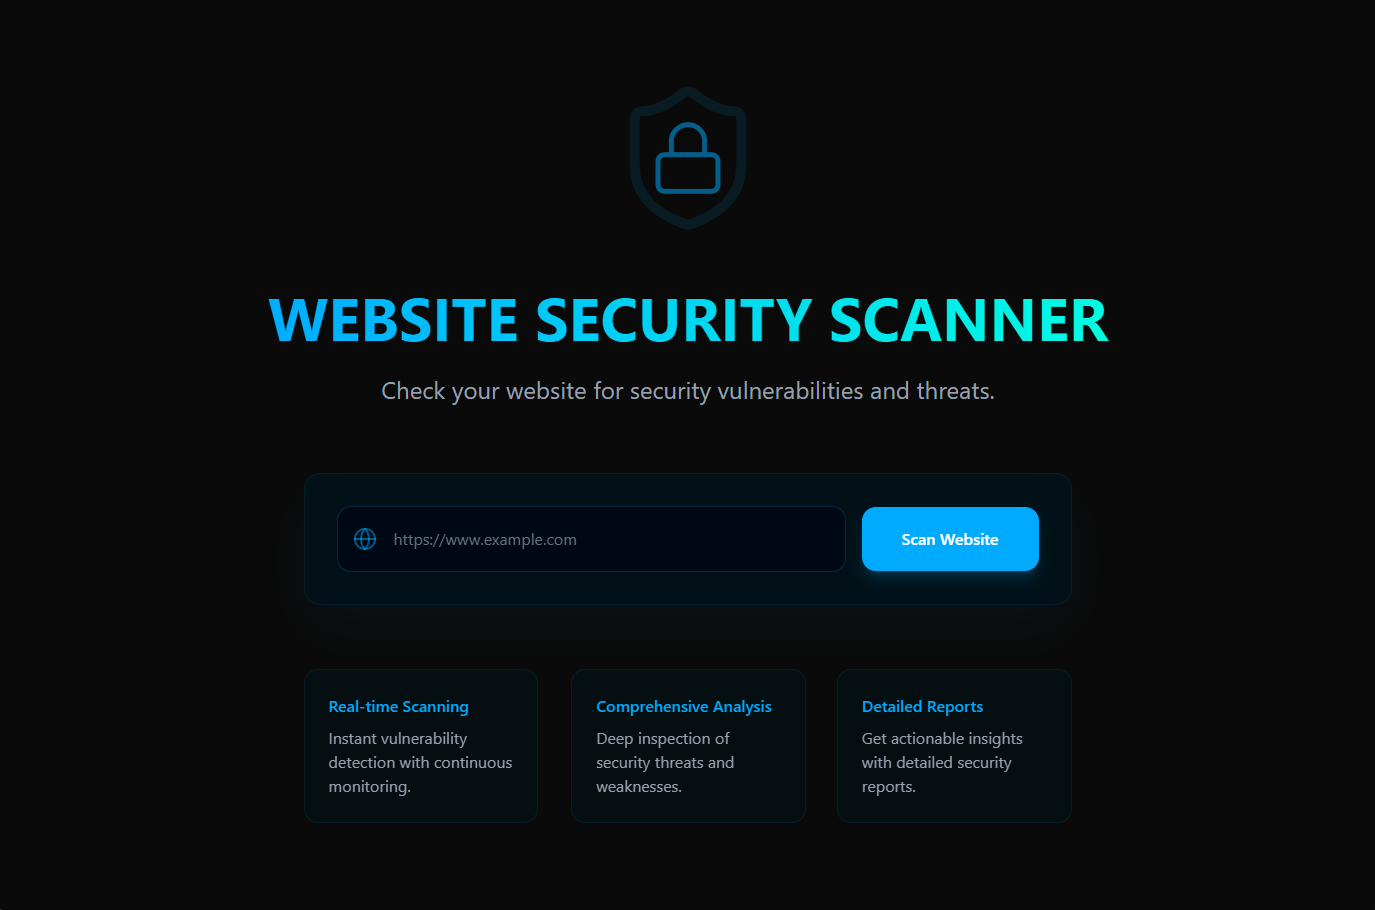 WEBSITE SECURITY SCANNER
Check your website for security vulnerabilities and threats.
https://www.example.com
Scan Website
Real-time Scanning
Instant vulnerability
detection with continuous
monitoring.
Comprehensive Analysis
Deep inspection of
security threats and
weaknesses.
Detailed Reports
Get actionable insights
with detailed security
reports.